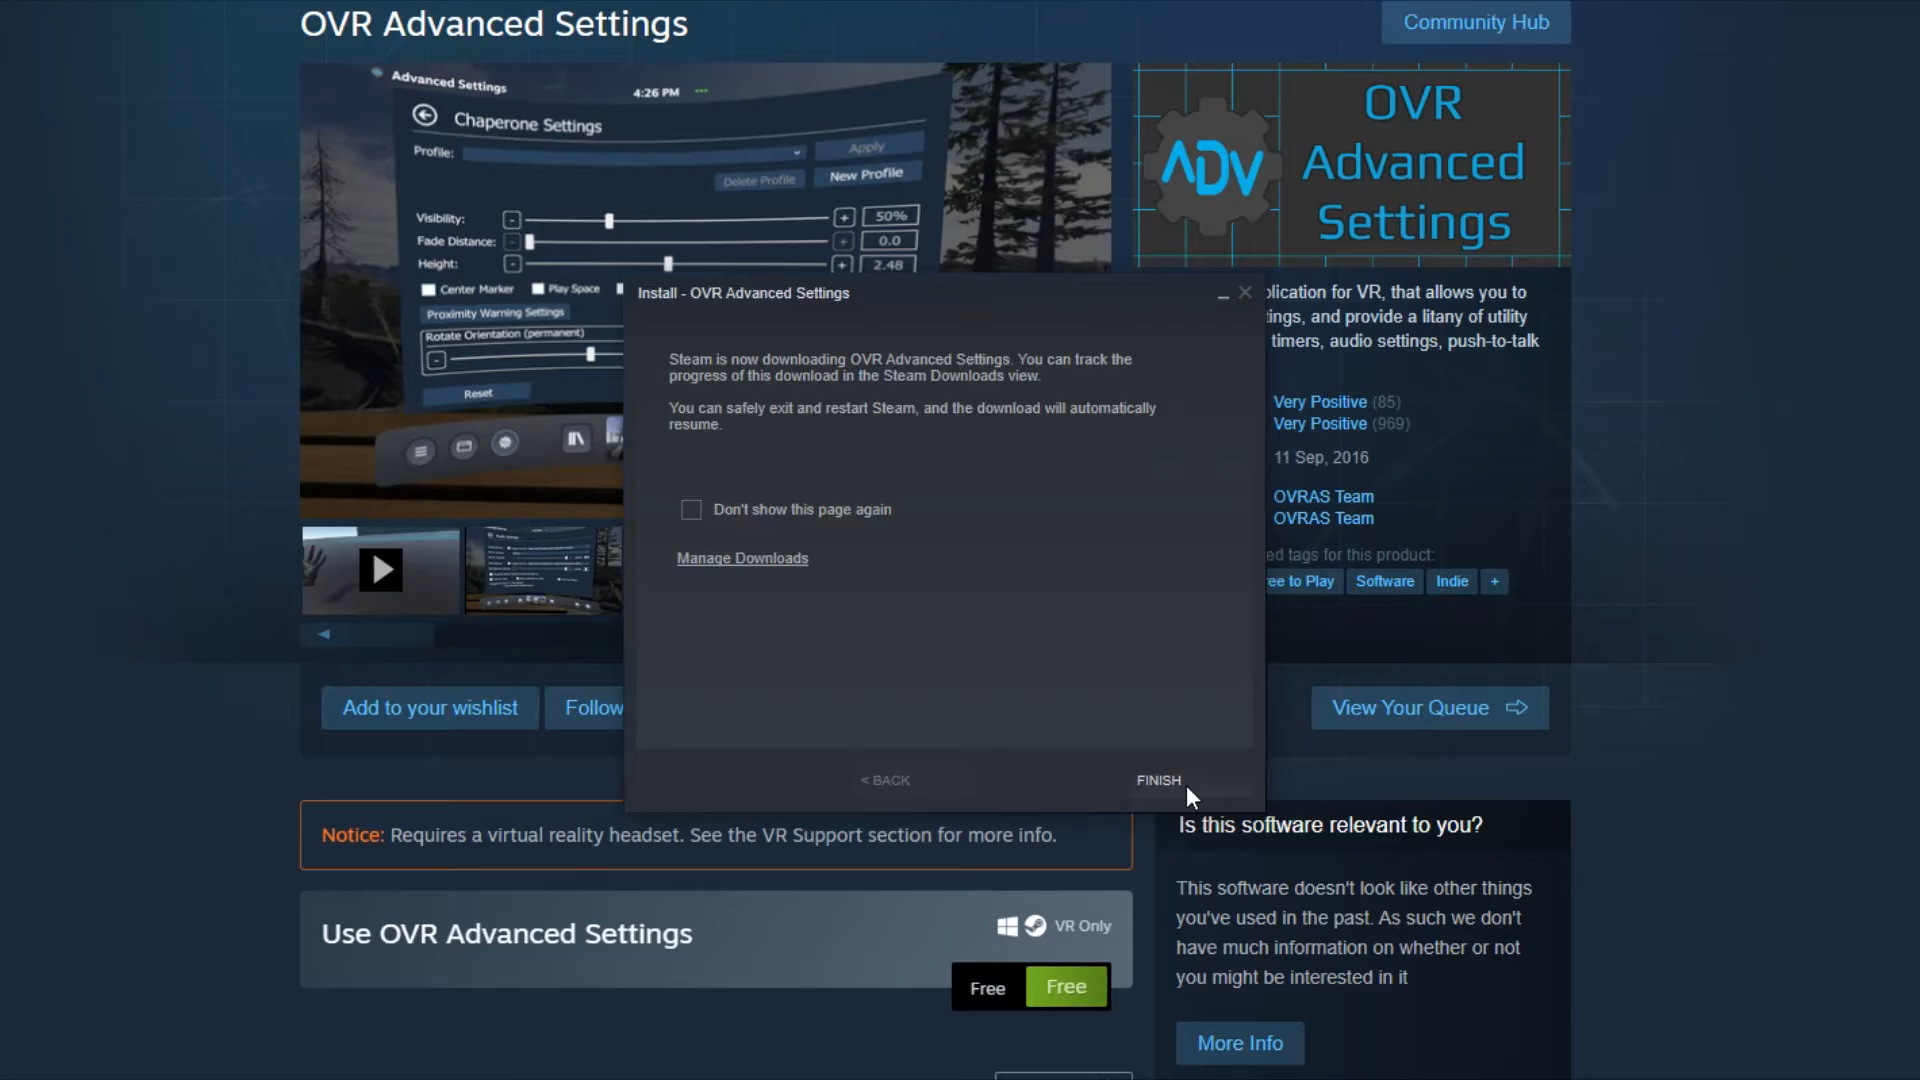 OVR Advanced Settings
Community Hub
Advanced Settings
4:26 PM
Chaperone Settings
Profile:
Apply
Delete Profile
New Profile
Visibility:
-
+
50%
Fade Distance:
-
+
0.0
Height:
-
+
2.48
Center Marker
Play Space
Proximity Warning Settings
Rotate Orientation (permanent)
-
Reset
ADV
OVR
Advanced
Settings
plication for VR, that allows you to
tings, and provide a litany of utility
timers, audio settings, push-to-talk
Very Positive (85)
Very Positive (969)
11 Sep, 2016
OVRAS Team
OVRAS Team
ed tags for this product:
ree to Play
Software
Indie
+
Install - OVR Advanced Settings
Steam is now downloading OVR Advanced Settings. You can track the
progress of this download in the Steam Downloads view.
You can safely exit and restart Steam, and the download will automatically
resume.
Don't show this page again
Manage Downloads
< BACK
FINISH
Add to your wishlist
Follow
View Your Queue
Notice: Requires a virtual reality headset. See the VR Support section for more info.
Use OVR Advanced Settings
VR Only
Free
Free
Is this software relevant to you?
This software doesn't look like other things
you've used in the past. As such we don't
have much information on whether or not
you might be interested in it
More Info